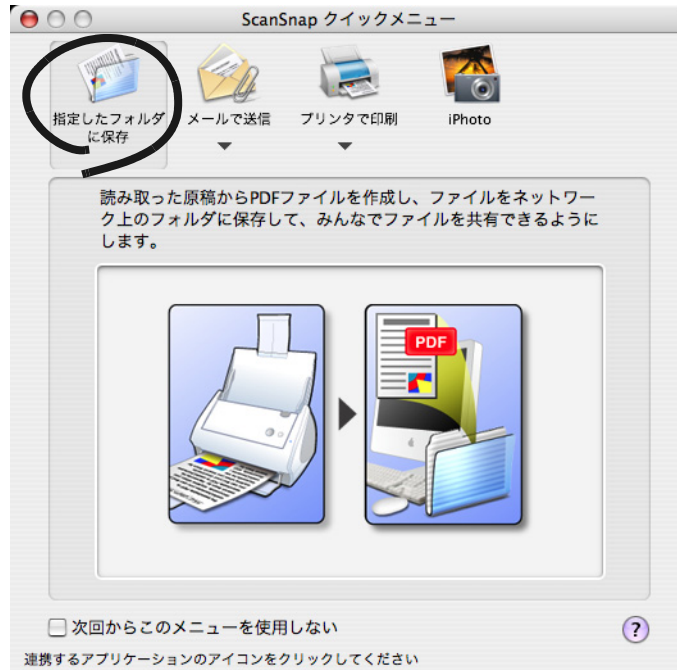 ScanSnap クイックメニュー
指定したフォルダ
に保存
メールで送信
プリンタで印刷
iPhoto
読み取った原稿からPDFファイルを作成し、ファイルをネットワー
ク上のフォルダに保存して、みんなでファイルを共有できるように
します。
PDF
次回からこのメニューを使用しない
?
連携するアプリケーションのアイコンをクリックしてください